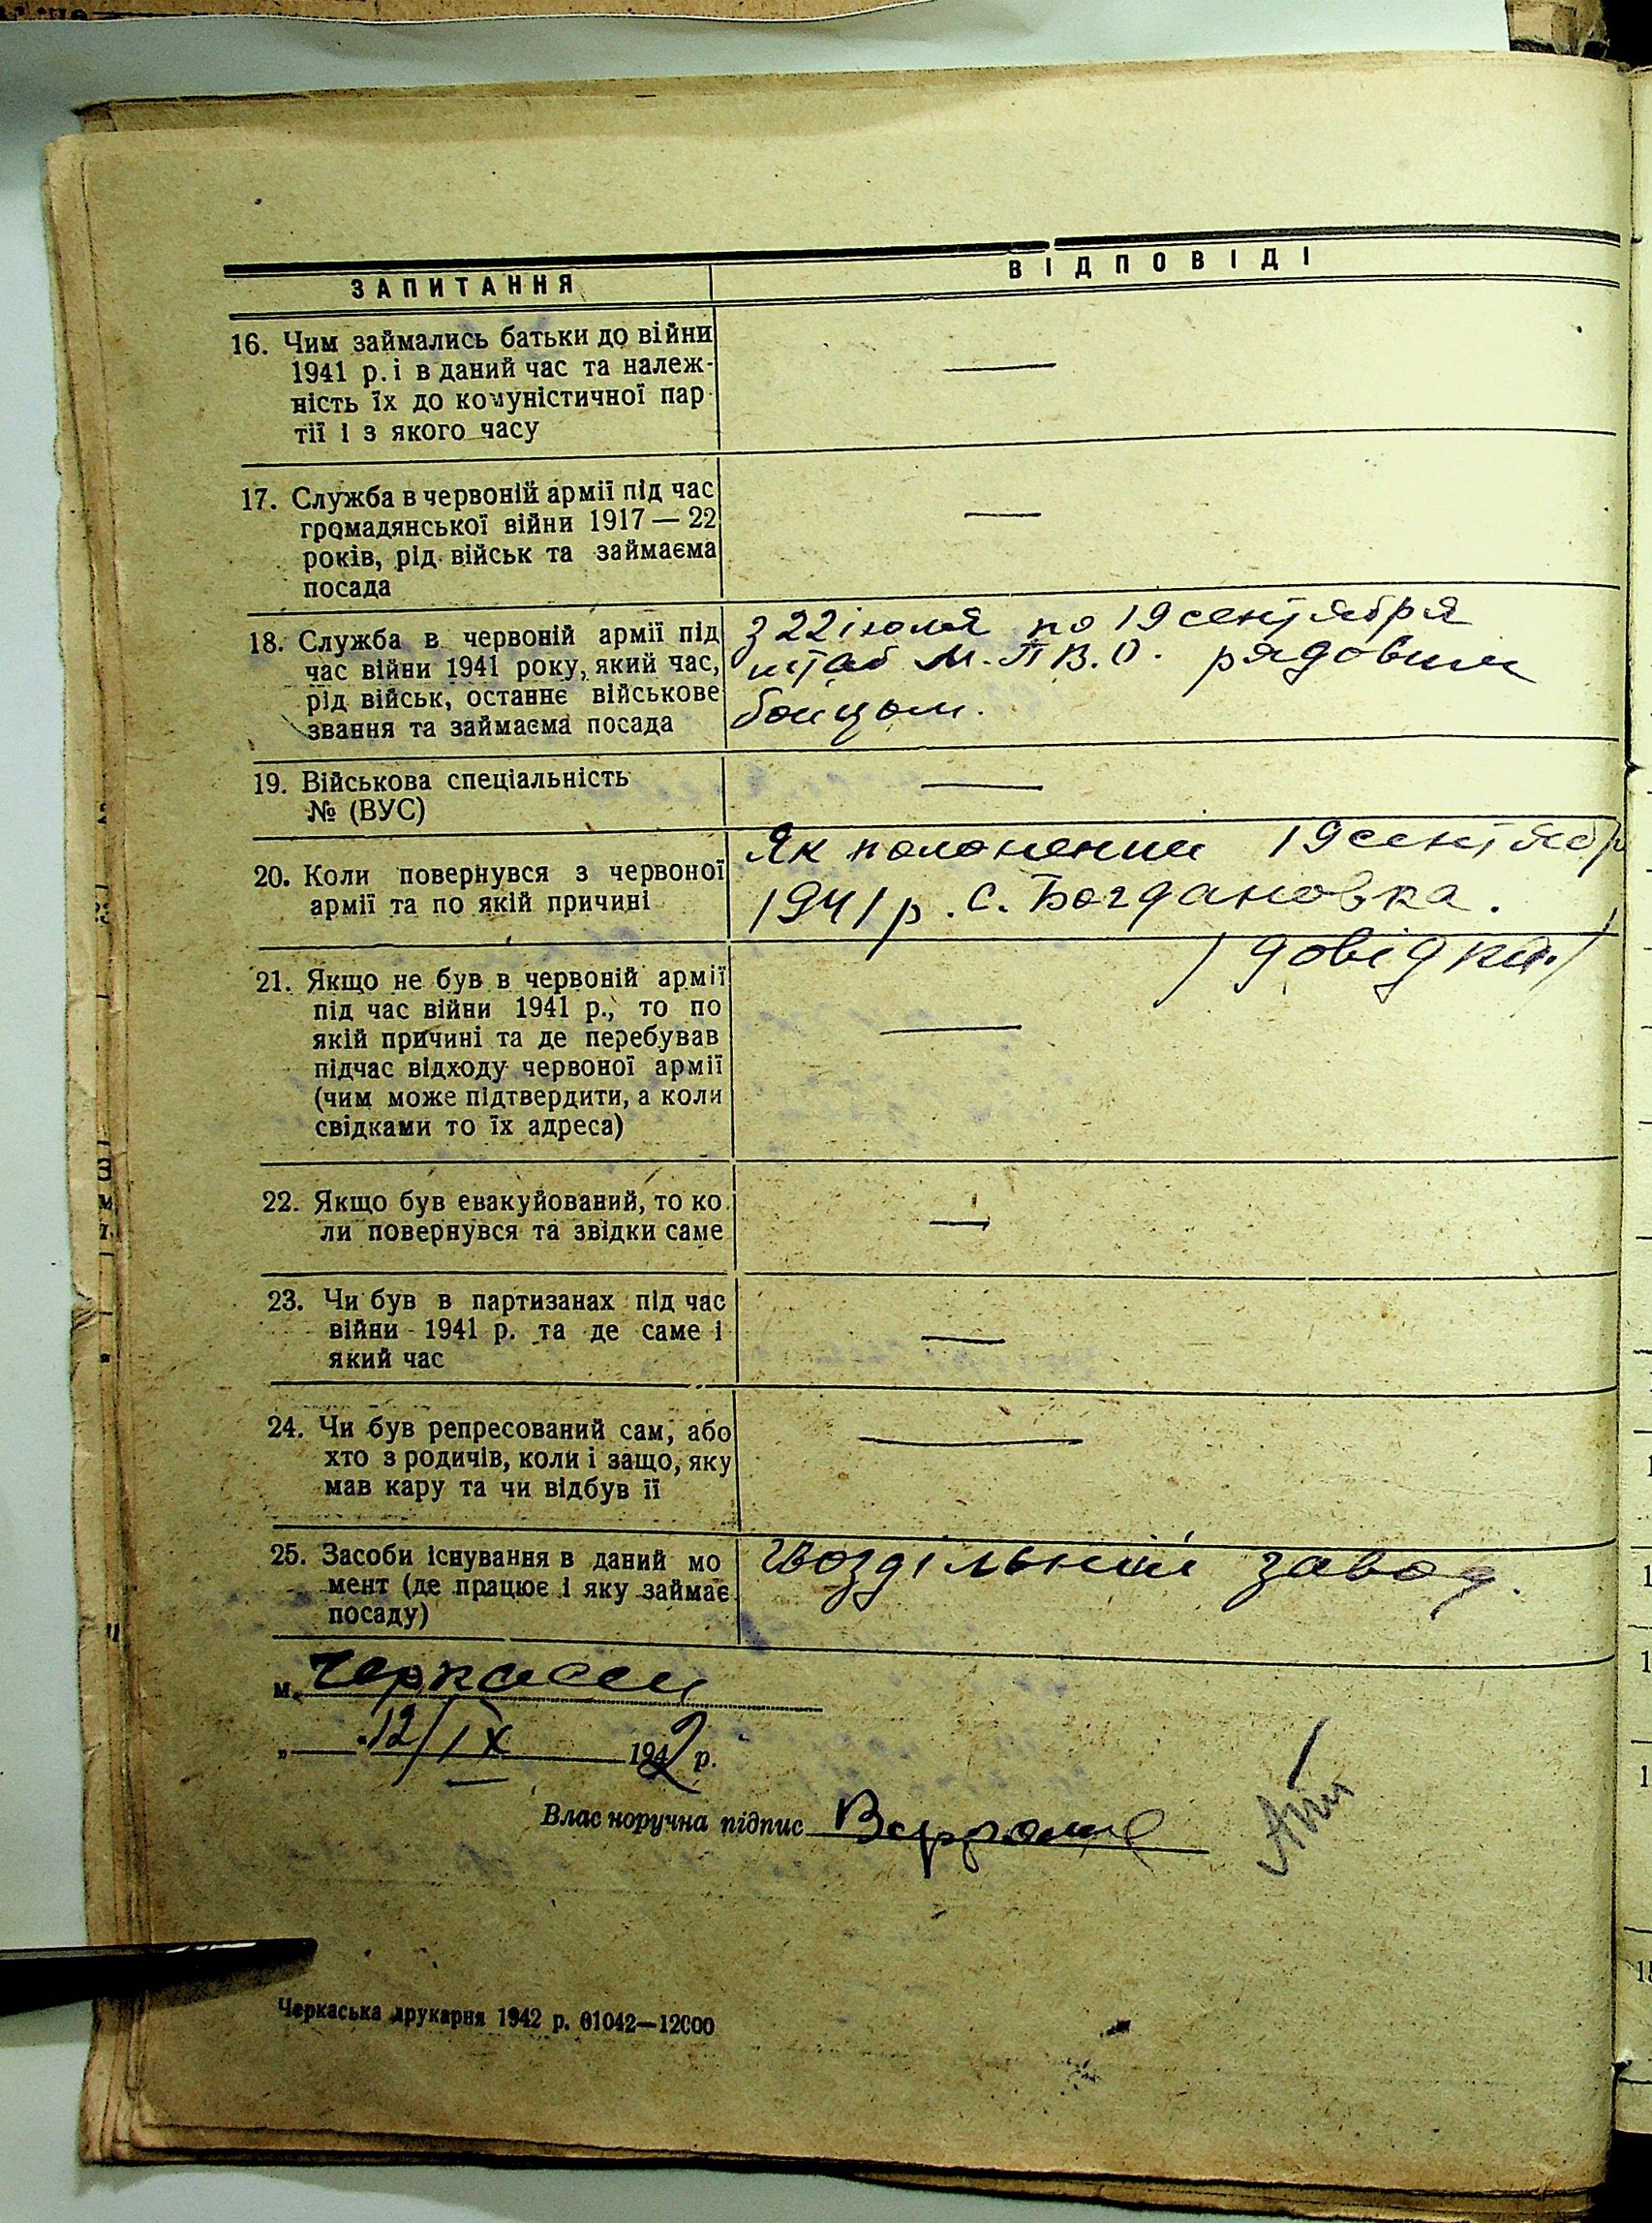 ЗАПИТАННЯ
ВІДПОВІДІ
16. Чим займались батьки до війни
1941 р. і в даний час та належ-
ність їх до комуністичної пар
тії і з якого часу
—
17. Служба в червоній армії під час
громадянської війни 1917 — 22
років, рід військ та займаєма
посада
—
18. Служба в червоній армії під
час війни 1941 року, який час,
рід військ, останнє військове
звання та займаєма посада
З 22 іюля по 19 сентября
штаб М.П.В.О. рядовим
бойцом.
19. Військова спеціальність
№ (ВУС)
—
20. Коли повернувся з червоної
армії та по якій причині
Як полонений 19 сентябр
1941 р. с. Богдановка.
/довідка/
21. Якщо не був в червоній армії
під час війни 1941 р., то по
якій причині та де перебував
підчас відходу червоної армії
(чим може підтвердити, а коли
свідками то їх адреса)
—
22. Якщо був евакуйований, то ко
ли повернувся та звідки саме
—
23. Чи був в партизанах під час
війни 1941 р. та де саме і
який час
—
24. Чи був репресований сам, або
хто з родичів, коли і защо, яку
мав кару та чи відбув її
—
25. Засоби існування в даний мо
мент (де працює і яку займає
посаду)
Гвоздільний завод.
м. Черкаси
„ 12/IX 1942 р.
Власноручна підпис
Черкаська друкарня 1942 р. 01042—12000